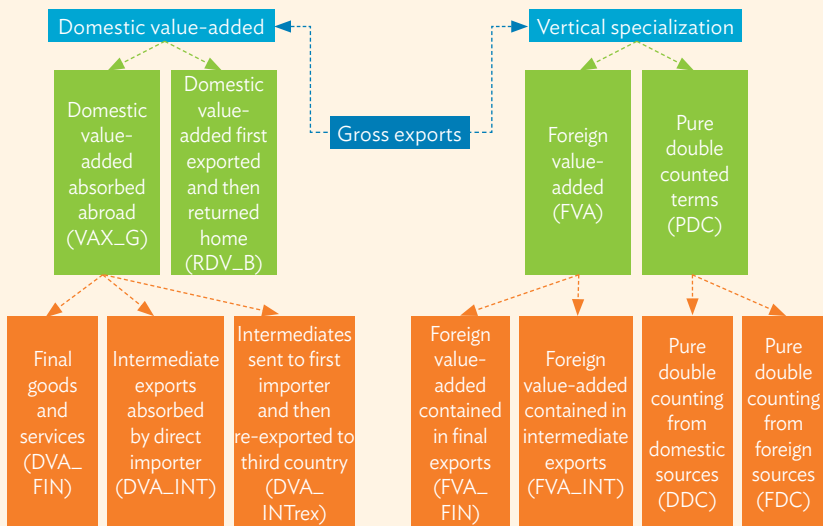 Domestic value-added
Vertical specialization
Gross exports
Domestic
value-
added
absorbed
abroad
(VAX_G)
Domestic
value-
added first
exported
and then
returned
home
(RDV_B)
Foreign
value-
added
(FVA)
Pure
double
counted
terms
(PDC)
Final
goods
and
services
(DVA_
FIN)
Intermediate
exports
absorbed
by direct
importer
(DVA_INT)
Intermediates
sent to first
importer
and then
re-exported to
third country
(DVA_
INTrex)
Foreign
value-
added
contained
in final
exports
(FVA_
FIN)
Foreign
value-added
contained in
intermediate
exports
(FVA_INT)
Pure
double
counting
from
domestic
sources
(DDC)
Pure
double
counting
from
foreign
sources
(FDC)